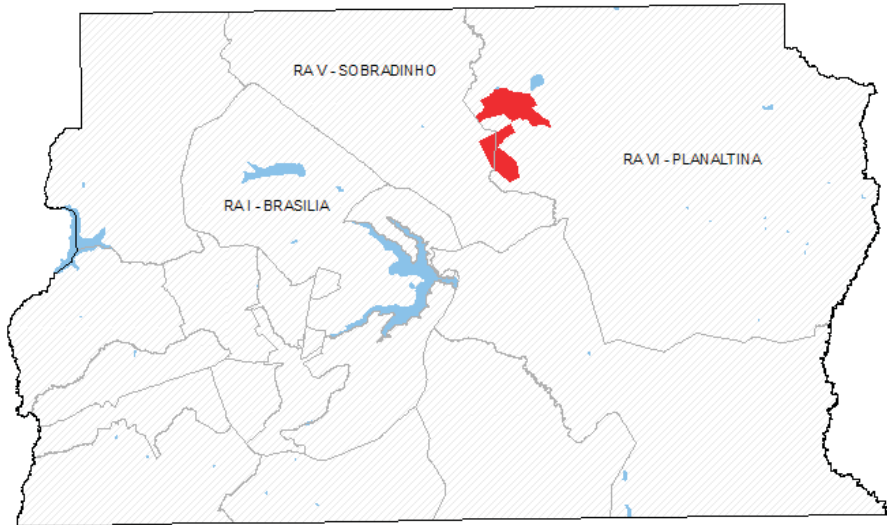 RA V - SOBRADINHO
RA VI - PLANALTINA
RA I - BRASILIA